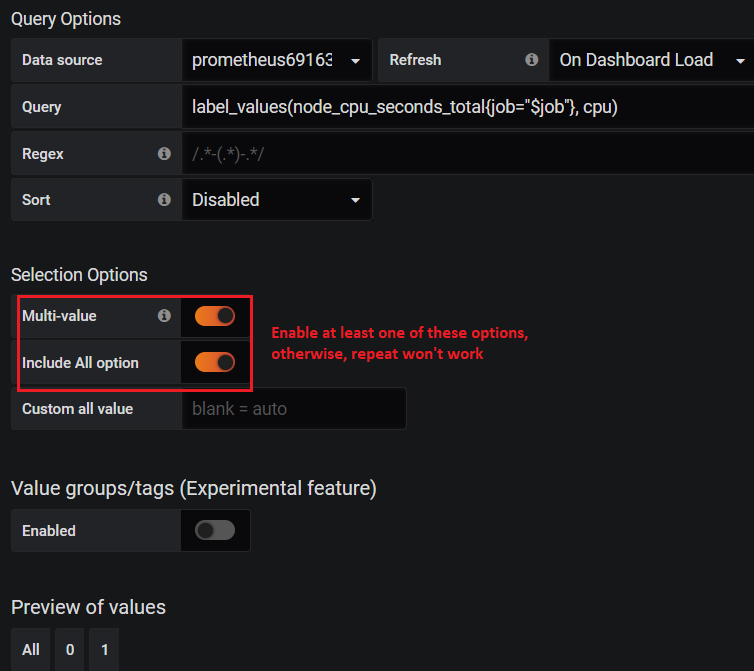 Query Options
Data source prometheus69163 Refresh On Dashboard Load
Query label_values(node_cpu_seconds_total{job="$job"}, cpu)
Regex /.*-(.*)-.*/
Sort Disabled
Selection Options
Multi-value
Include All option
Enable at least one of these options,
otherwise, repeat won't work
Custom all value blank = auto
Value groups/tags (Experimental feature)
Enabled
Preview of values
All 0 1